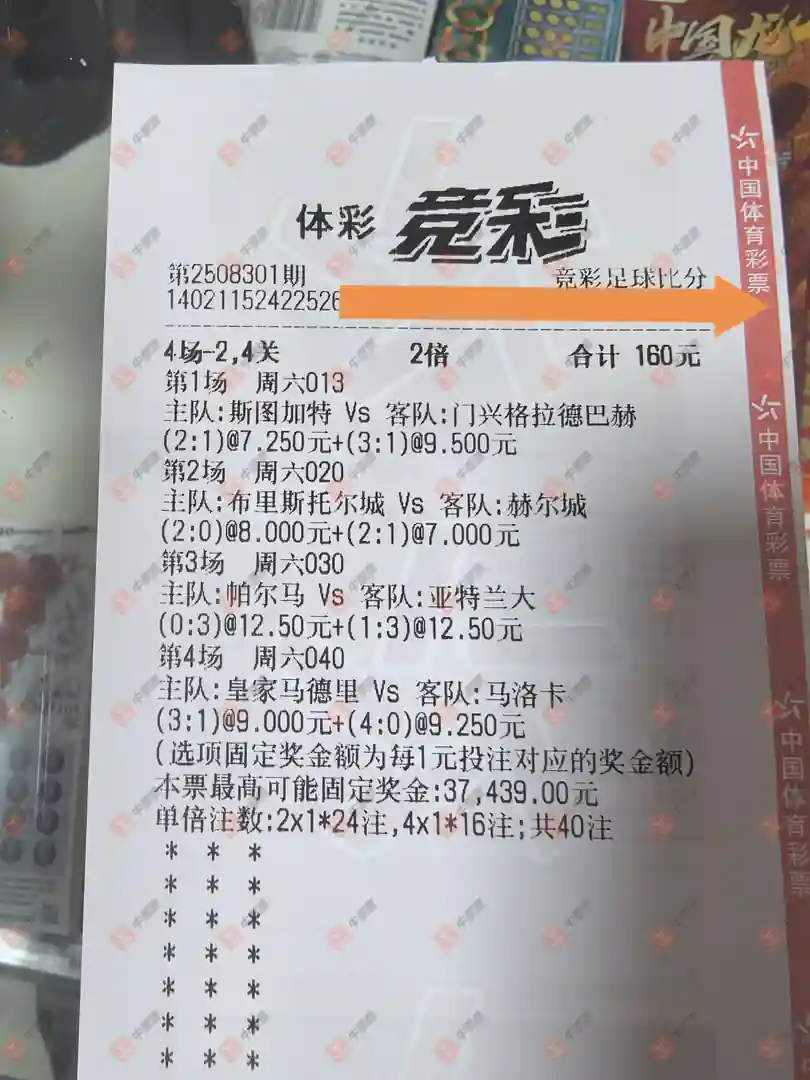 中国龙
体彩 竞彩
第2508301期 竞彩足球比分
14021152422526
4场-2,4关 2倍 合计 160元
第1场 周六013
主队:斯图加特 Vs 客队:门兴格拉德巴赫
(2:1)@7.250元+(3:1)@9.500元
第2场 周六020
主队:布里斯托尔城 Vs 客队:赫尔城
(2:0)@8.000元+(2:1)@7.000元
第3场 周六030
主队:帕尔马 Vs 客队:亚特兰大
(0:3)@12.50元+(1:3)@12.50元
第4场 周六040
主队:皇家马德里 Vs 客队:马洛卡
(3:1)@9.000元+(4:0)@9.250元
(选项固定奖金额为每1元投注对应的奖金额)
本票最高可能固定奖金:37,439.00元
单倍注数:2x1*24注,4x1*16注;共40注
* * *
* * *
* * *
* * *
* * *
* * *
* * *
中国体育彩票
中国体育彩票
中国体育彩票